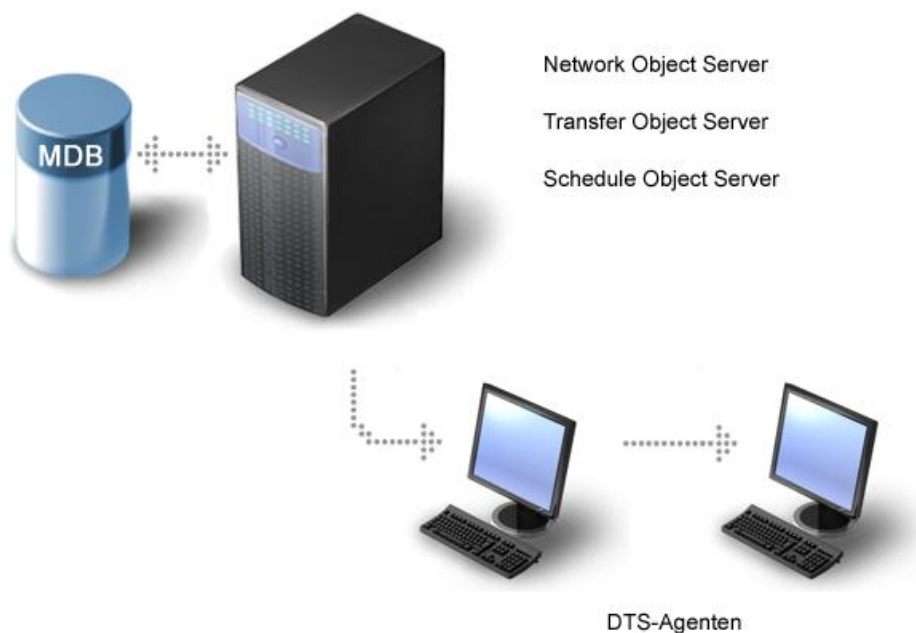 MDB
Network Object Server
Transfer Object Server
Schedule Object Server
DTS-Agenten